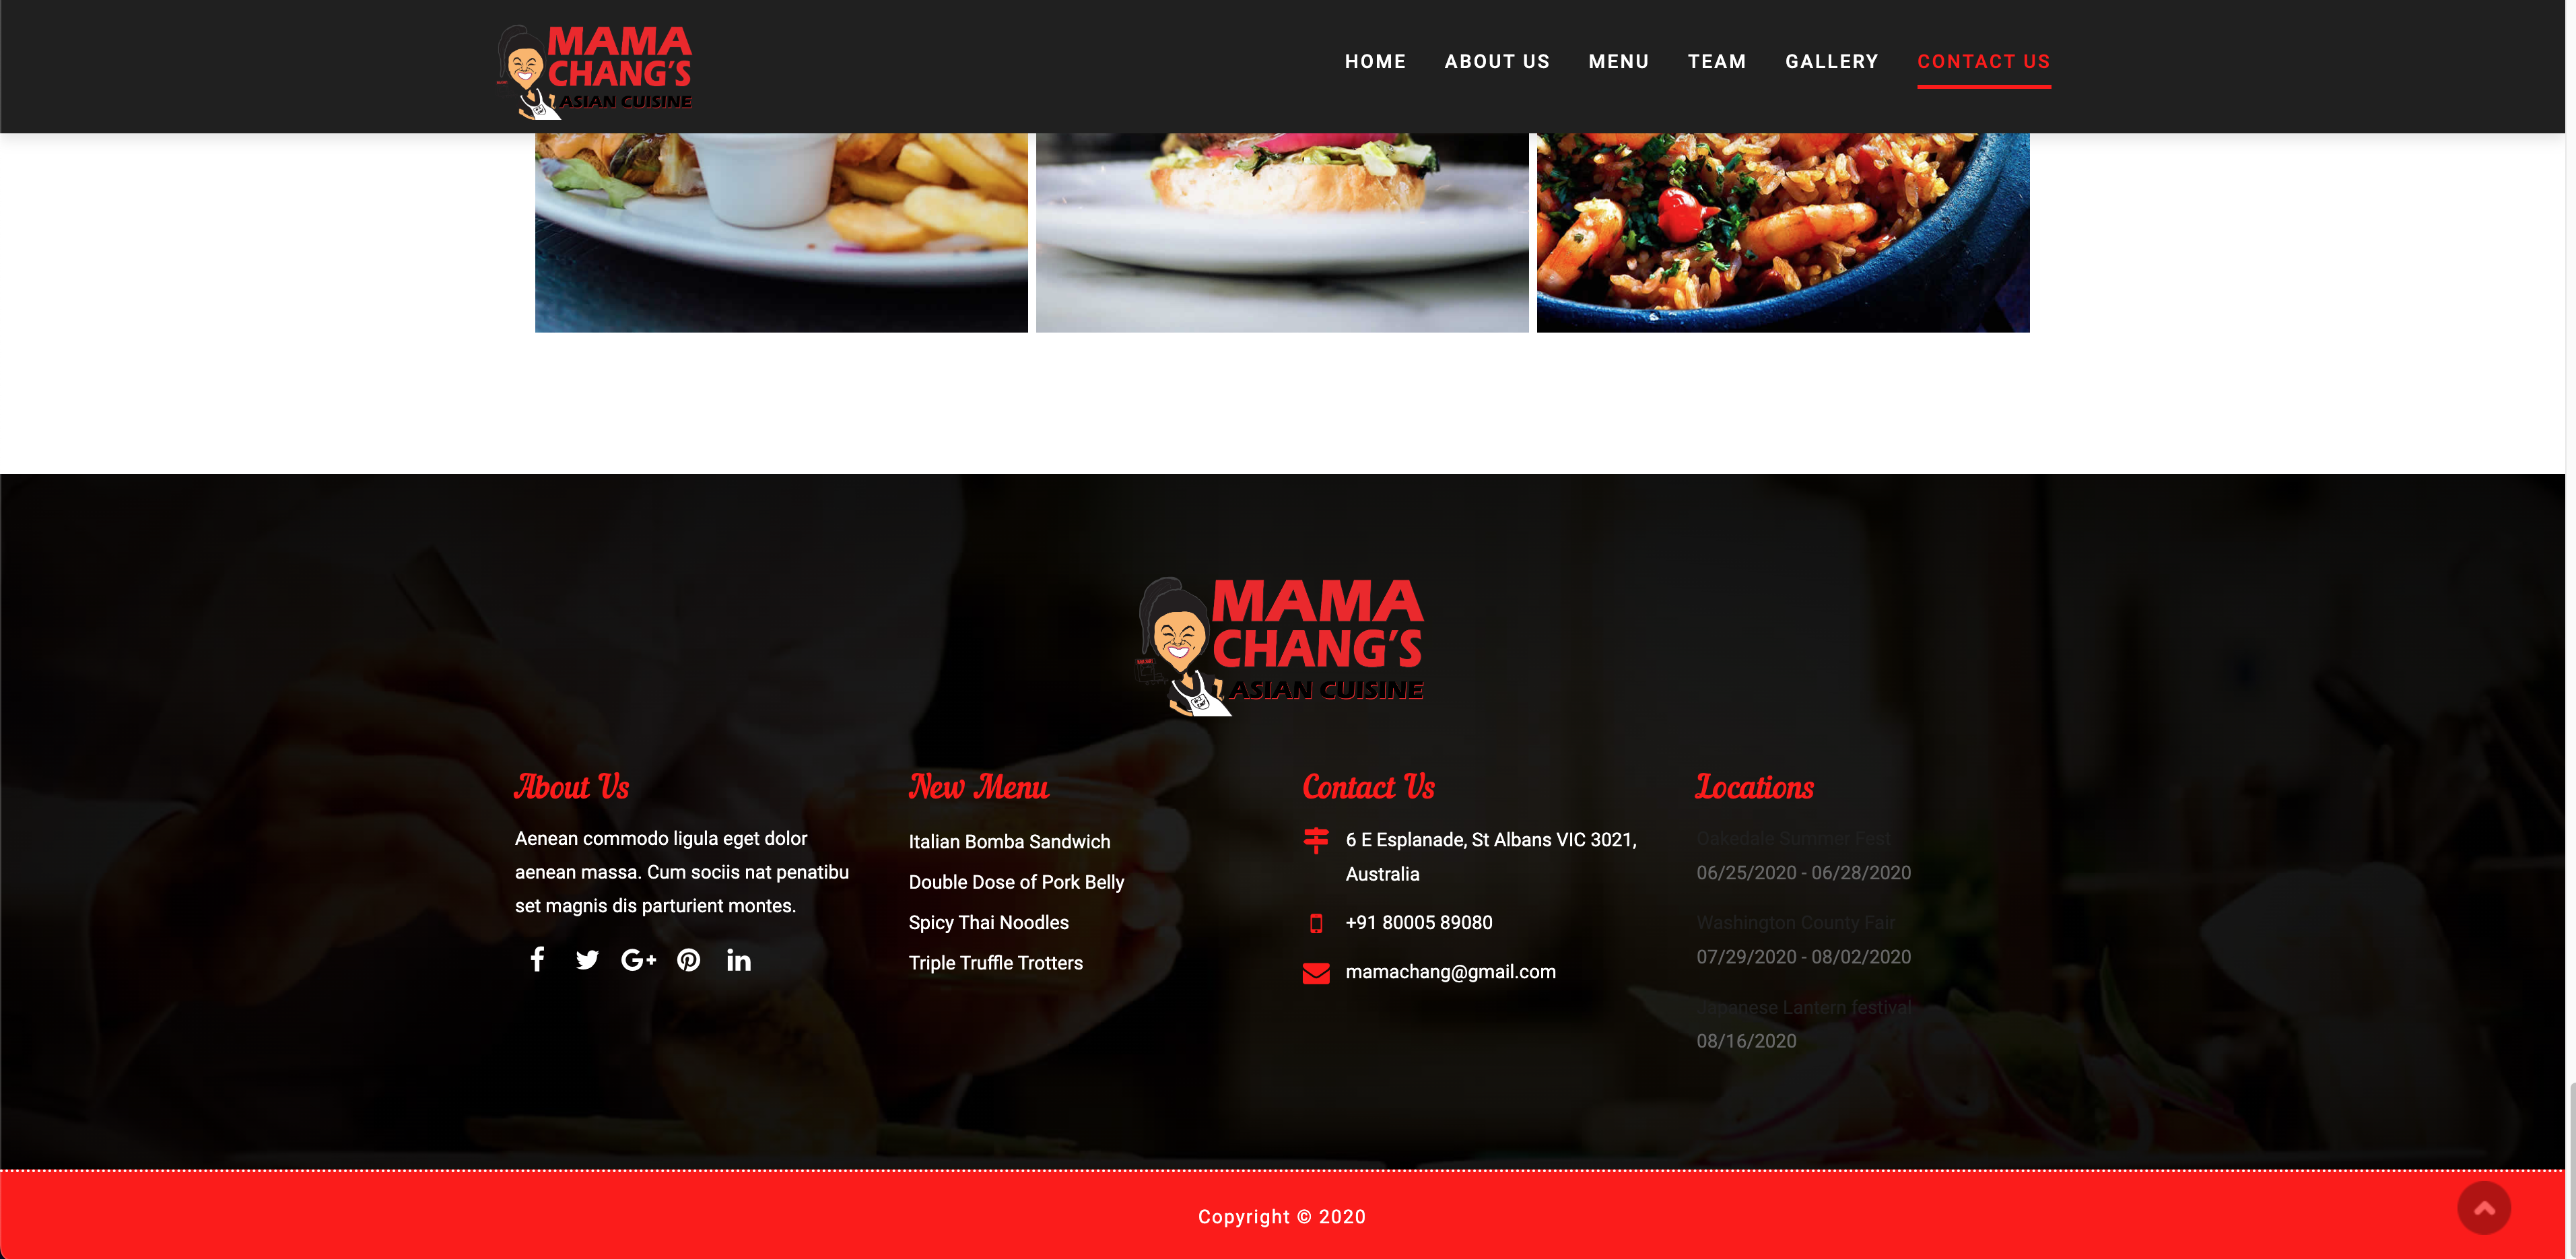 MAMA
CHANG'S
ASIAN CUISINE
HOME ABOUT US MENU TEAM GALLERY CONTACT US
MAMA
CHANG'S
ASIAN CUISINE
About Us
Aenean commodo ligula eget dolor
aenean massa. Cum sociis nat penatibu
set magnis dis parturient montes.
New Menu
Italian Bomba Sandwich
Double Dose of Pork Belly
Spicy Thai Noodles
Triple Truffle Trotters
Contact Us
6 E Esplanade, St Albans VIC 3021,
Australia
+91 80005 89080
mamachang@gmail.com
Locations
Oakedale Summer Fest
06/25/2020 - 06/28/2020
Washington County Fair
07/29/2020 - 08/02/2020
Japanese Lantern festival
08/16/2020
Copyright © 2020